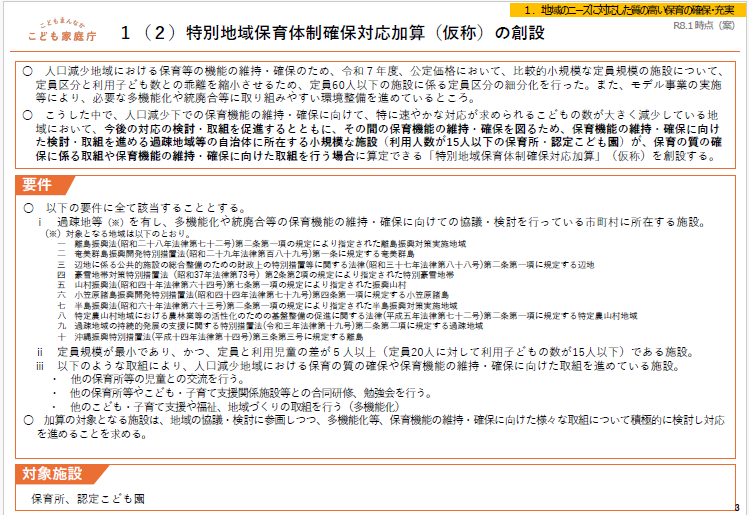 1．地域のニーズに対応した質の高い保育の確保・充実
こどもまんなか
こども家庭庁
1（2）特別地域保育体制確保対応加算（仮称）の創設
R8.1時点（案）
○ 人口減少地域における保育等の機能の維持・確保のため、令和７年度、公定価格において、比較的小規模な定員規模の施設について、
定員区分と利用子ども数との乖離を縮小させるため、定員60人以下の施設に係る定員区分の細分化を行った。また、モデル事業の実施
等により、必要な多機能化や統廃合等に取り組みやすい環境整備を進めているところ。
○ こうした中で、人口減少下での保育機能の維持・確保に向けて、特に速やかな対応が求められるこどもの数が大きく減少している地
域において、今後の対応の検討・取組を促進するとともに、その間の保育機能の維持・確保を図るため、保育機能の維持・確保に向け
た検討・取組を進める過疎地域等の自治体に所在する小規模な施設（利用人数が15人以下の保育所・認定こども園）が、保育の質の確
保に係る取組や保育機能の維持・確保に向けた取組を行う場合に算定できる「特別地域保育体制確保対応加算」（仮称）を創設する。
要件
○ 以下の要件に全て該当することとする。
ⅰ 過疎地等（※）を有し、多機能化や統廃合等の保育機能の維持・確保に向けての協議・検討を行っている市町村に所在する施設。
（※）対象となる地域は以下のとおり。
一 離島振興法(昭和二十八年法律第七十二号)第二条第一項の規定により指定された離島振興対策実施地域
二 奄美群島振興開発特別措置法(昭和二十九年法律第百八十九号)第一条に規定する奄美群島
三 辺地に係る公共的施設の総合整備のための財政上の特別措置等に関する法律(昭和三十七年法律第八十八号)第二条第一項に規定する辺地
四 豪雪地帯対策特別措置法（昭和37年法律第73号）第2条第2項の規定により指定された特別豪雪地帯
五 山村振興法(昭和四十年法律第六十四号)第七条第一項の規定により指定された振興山村
六 小笠原諸島振興開発特別措置法(昭和四十四年法律第七十九号)第四条第一項に規定する小笠原諸島
七 半島振興法(昭和六十年法律第六十三号)第二条第一項の規定により指定された半島振興対策実施地域
八 特定農山村地域における農林業等の活性化のための基盤整備の促進に関する法律(平成五年法律第七十二号)第二条第一項に規定する特定農山村地域
九 過疎地域の持続的発展の支援に関する特別措置法(令和三年法律第十九号)第二条第二項に規定する過疎地域
十 沖縄振興特別措置法(平成十四年法律第十四号)第三条第三号に規定する離島
ⅱ 定員規模が最小であり、かつ、定員と利用児童の差が５人以上（定員20人に対して利用子どもの数が15人以下）である施設。
ⅲ 以下のような取組により、人口減少地域における保育の質の確保や保育機能の維持・確保に向けた取組を進めている施設。
・ 他の保育所等の児童との交流を行う。
・ 他の保育所等やこども・子育て支援関係施設等との合同研修、勉強会を行う。
・ 他のこども・子育て支援や福祉、地域づくりの取組を行う（多機能化）
○ 加算の対象となる施設は、地域の協議・検討に参画しつつ、多機能化等、保育機能の維持・確保に向けた様々な取組について積極的に検討し対応
を進めることを求める。
対象施設
保育所、認定こども園
3